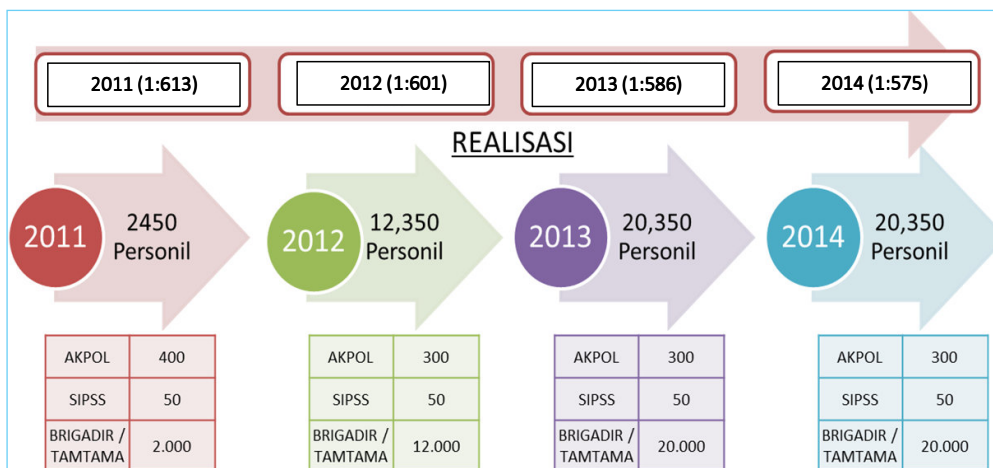 2011 (1:613)
2012 (1:601)
2013 (1:586)
2014 (1:575)
REALISASI
2011
2450
Personil
2012
12,350
Personil
2013
20,350
Personil
2014
20,350
Personil
AKPOL 400
SIPSS 50
BRIGADIR /
TAMTAMA 2.000
AKPOL 300
SIPSS 50
BRIGADIR /
TAMTAMA 12.000
AKPOL 300
SIPSS 50
BRIGADIR /
TAMTAMA 20.000
AKPOL 300
SIPSS 50
BRIGADIR /
TAMTAMA 20.000